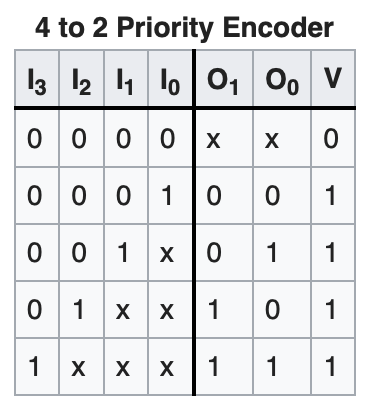 4 to 2 Priority Encoder
I₃ I₂ I₁ I₀ O₁ O₀ V
0 0 0 0 x x 0
0 0 0 1 0 0 1
0 0 1 x 0 1 1
0 1 x x 1 0 1
1 x x x 1 1 1